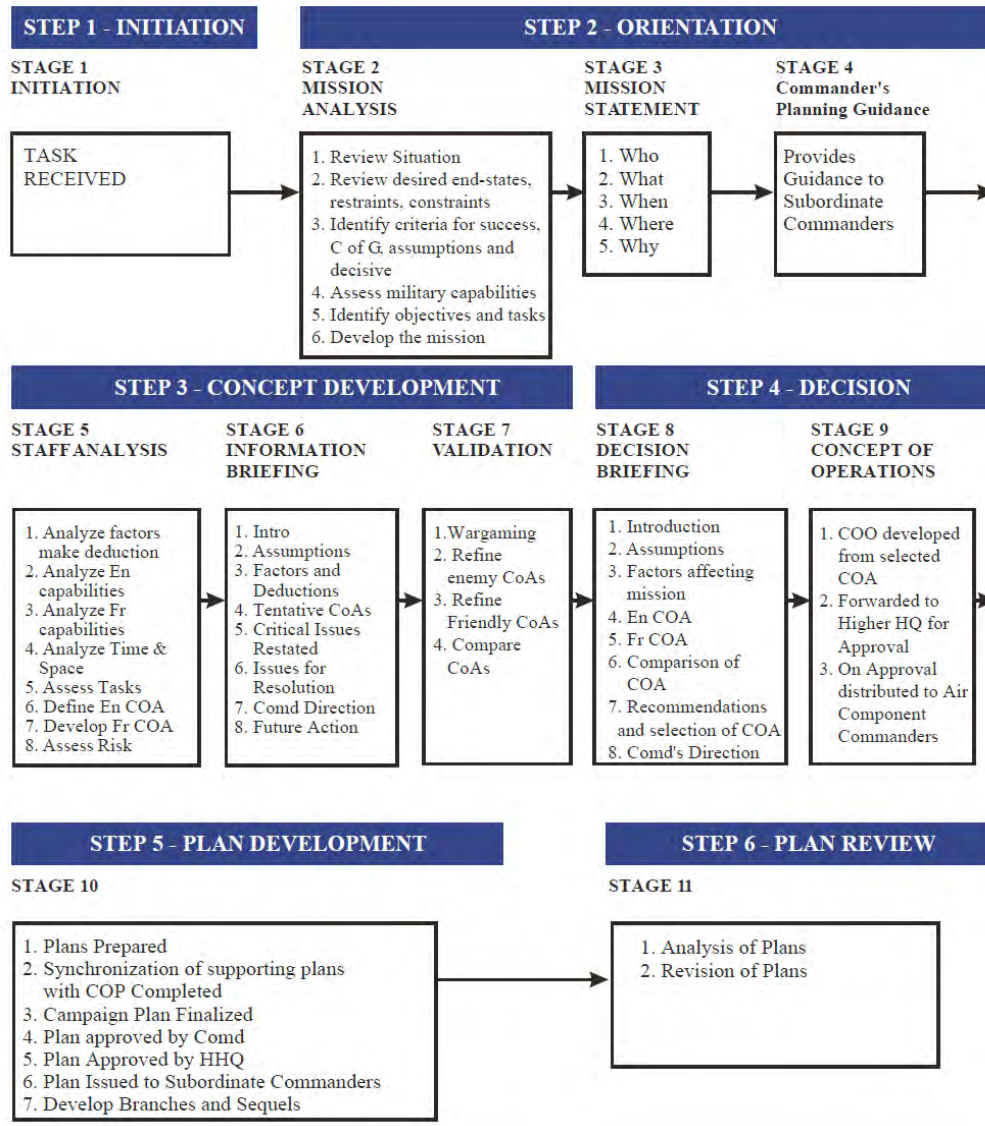 STEP 1 - INITIATION
STEP 2 - ORIENTATION
STAGE 1
INITIATION
STAGE 2
MISSION
ANALYSIS
STAGE 3
MISSION
STATEMENT
STAGE 4
Commander's
Planning Guidance
TASK
RECEIVED
1. Review Situation
2. Review desired end-states,
restraints, constraints
3. Identify criteria for success,
C of G, assumptions and
decisive
4. Assess military capabilities
5. Identify objectives and tasks
6. Develop the mission
1. Who
2. What
3. When
4. Where
5. Why
Provides
Guidance to
Subordinate
Commanders
STEP 3 - CONCEPT DEVELOPMENT
STEP 4 - DECISION
STAGE 5
STAFF ANALYSIS
STAGE 6
INFORMATION
BRIEFING
STAGE 7
VALIDATION
STAGE 8
DECISION
BRIEFING
STAGE 9
CONCEPT OF
OPERATIONS
1. Analyze factors
make deduction
2. Analyze En
capabilities
3. Analyze Fr
capabilities
4. Analyze Time &
Space
5. Assess Tasks
6. Define En COA
7. Develop Fr COA
8. Assess Risk
1. Intro
2. Assumptions
3. Factors and
Deductions
4. Tentative CoAs
5. Critical Issues
Restated
6. Issues for
Resolution
7. Comd Direction
8. Future Action
1.Wargaming
2. Refine
enemy CoAs
3. Refine
Friendly CoAs
4. Compare
CoAs
1. Introduction
2. Assumptions
3. Factors affecting
mission
4. En COA
5. Fr COA
6. Comparison of
COA
7. Recommendations
and selection of COA
8. Comd's Direction
1. COO developed
from selected
COA
2. Forwarded to
Higher HQ for
Approval
3. On Approval
distributed to Air
Component
Commanders
STEP 5 - PLAN DEVELOPMENT
STEP 6 - PLAN REVIEW
STAGE 10
STAGE 11
1. Plans Prepared
2. Synchronization of supporting plans
with COP Completed
3. Campaign Plan Finalized
4. Plan approved by Comd
5. Plan Approved by HHQ
6. Plan Issued to Subordinate Commanders
7. Develop Branches and Sequels
1. Analysis of Plans
2. Revision of Plans